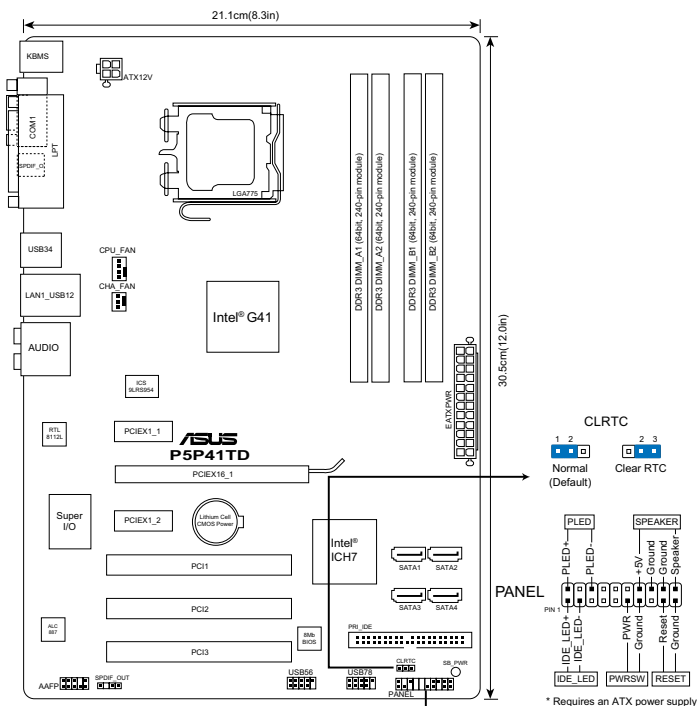 21.1cm(8.3in)
KBMS
ATX12V
COM1
LPT
SPDIF_O
LGA775
DDR3 DIMM_A1 (64bit, 240-pin module)
DDR3 DIMM_A2 (64bit, 240-pin module)
DDR3 DIMM_B1 (64bit, 240-pin module)
DDR3 DIMM_B2 (64bit, 240-pin module)
30.5cm(12.0in)
USB34
CPU_FAN
CHA_FAN
LAN1_USB12
Intel® G41
AUDIO
EATXPWR
ICS
9LRS954
RTL
8112L
PCIEX1_1
ASUS
P5P41TD
PCIEX16_1
Super
I/O
PCIEX1_2
Lithium Cell
CMOS Power
Intel®
ICH7
SATA1
SATA2
SATA3
SATA4
PCI1
PCI2
PCI3
ALC
887
8Mb
BIOS
PRI_IDE
CLRTC
SB_PWR
AAFP
SPDIF_OUT
USB56
USB78
PANEL
CLRTC
1 2
2 3
Normal
(Default)
Clear RTC
PANEL
PLED
SPEAKER
PLED+
PLED-
+5V
Ground
Ground
Speaker-
PIN 1
IDE_LED+
IDE_LED-
PWR
Ground
Reset
Ground
IDE_LED
PWRSW
RESET
* Requires an ATX power supply